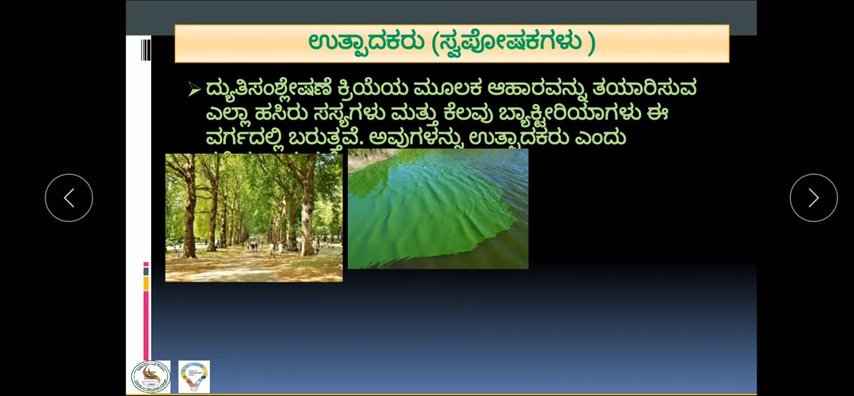 ಉತ್ಪಾದಕರು (ಸ್ವಪೋಷಕಗಳು )
ದ್ಯುತಿಸಂಶ್ಲೇಷಣೆ ಕ್ರಿಯೆಯ ಮೂಲಕ ಆಹಾರವನ್ನು ತಯಾರಿಸುವ
ಎಲ್ಲಾ ಹಸಿರು ಸಸ್ಯಗಳು ಮತ್ತು ಕೆಲವು ಬ್ಯಾಕ್ಟೀರಿಯಾಗಳು ಈ
ವರ್ಗದಲ್ಲಿ ಬರುತ್ತವೆ. ಅವುಗಳನ್ನು ಉತ್ಪಾದಕರು ಎಂದು